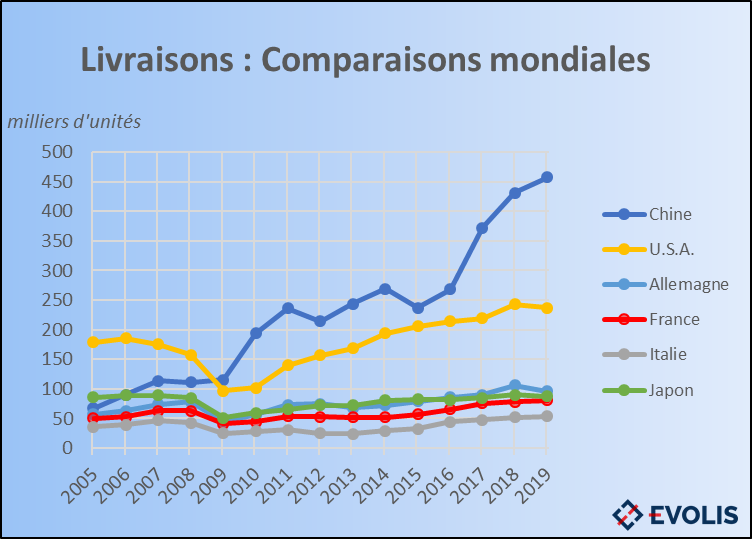 Livraisons : Comparaisons mondiales
milliers d'unités
500
450
400
350
300
250
200
150
100
50
0
2005 2006 2007 2008 2009 2010 2011 2012 2013 2014 2015 2016 2017 2018 2019
Chine
U.S.A.
Allemagne
France
Italie
Japon
EVOLIS